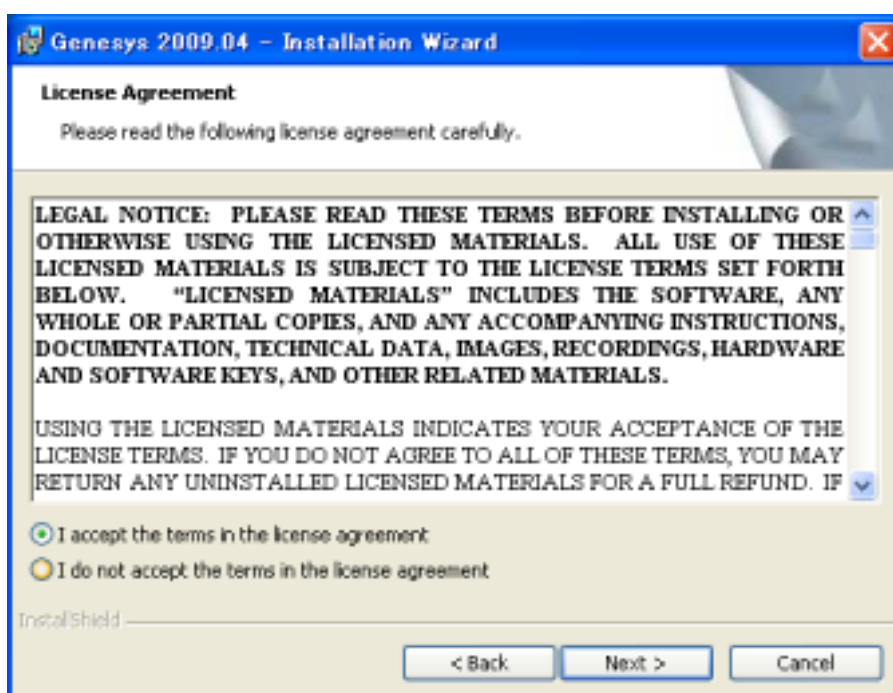 Genesys 2009.04 - Installation Wizard
License Agreement
Please read the following license agreement carefully.
LEGAL NOTICE: PLEASE READ THESE TERMS BEFORE INSTALLING OR
OTHERWISE USING THE LICENSED MATERIALS. ALL USE OF THESE
LICENSED MATERIALS IS SUBJECT TO THE LICENSE TERMS SET FORTH
BELOW. “LICENSED MATERIALS” INCLUDES THE SOFTWARE, ANY
WHOLE OR PARTIAL COPIES, AND ANY ACCOMPANYING INSTRUCTIONS,
DOCUMENTATION, TECHNICAL DATA, IMAGES, RECORDINGS, HARDWARE
AND SOFTWARE KEYS, AND OTHER RELATED MATERIALS.
USING THE LICENSED MATERIALS INDICATES YOUR ACCEPTANCE OF THE
LICENSE TERMS. IF YOU DO NOT AGREE TO ALL OF THESE TERMS, YOU MAY
RETURN ANY UNINSTALLED LICENSED MATERIALS FOR A FULL REFUND. IF
I accept the terms in the license agreement
I do not accept the terms in the license agreement
InstallShield
< Back Next > Cancel